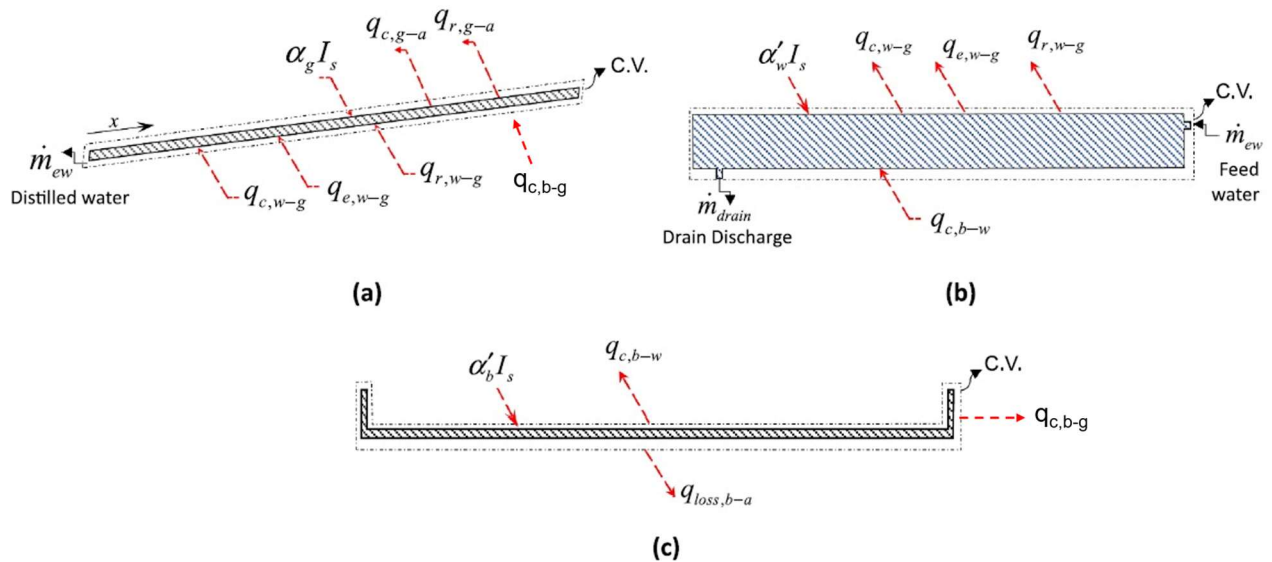 q_{c,g-a}
q_{r,g-a}
α_g I_s
C.V.
x
ṁ_{ew}
Distilled water
q_{c,w-g}
q_{e,w-g}
q_{r,w-g}
q_{c,b-g}
(a)
α′_w I_s
q_{c,w-g}
q_{e,w-g}
q_{r,w-g}
C.V.
ṁ_{ew}
Feed
water
ṁ_{drain}
Drain Discharge
q_{c,b-w}
(b)
α′_b I_s
q_{c,b-w}
C.V.
q_{c,b-g}
q_{loss,b-a}
(c)